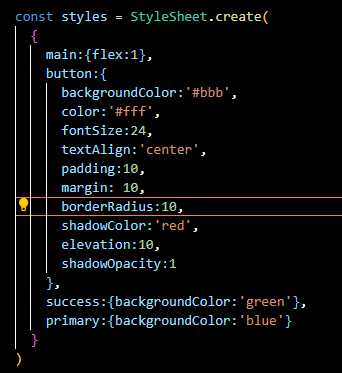 const styles = StyleSheet.create(
{
main:{flex:1},
button:{
backgroundColor:'#bbb',
color:'#fff',
fontSize:24,
textAlign:'center',
padding:10,
margin: 10,
borderRadius:10,
shadowColor:'red',
elevation:10,
shadowOpacity:1
},
success:{backgroundColor:'green'},
primary:{backgroundColor:'blue'}
}
)